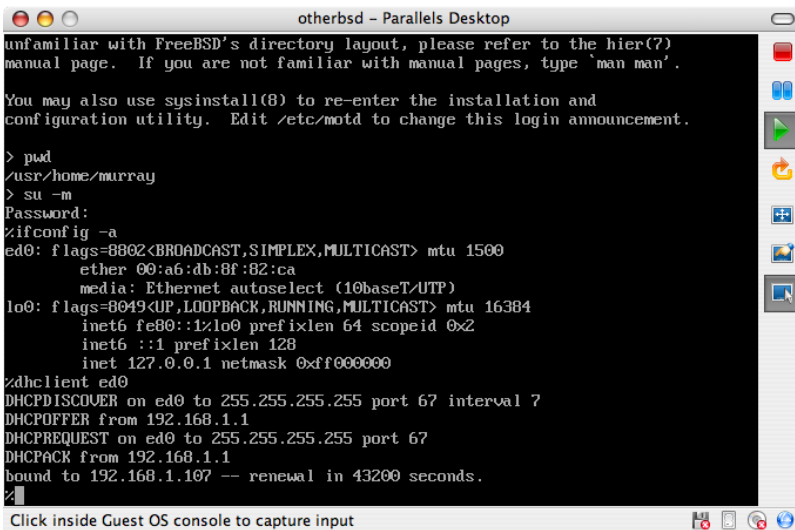 otherbsd – Parallels Desktop
unfamiliar with FreeBSD's directory layout, please refer to the hier(7)
manual page.  If you are not familiar with manual pages, type `man man'.
You may also use sysinstall(8) to re-enter the installation and
configuration utility.  Edit /etc/motd to change this login announcement.
> pwd
/usr/home/murray
> su -m
Password:
%ifconfig -a
ed0: flags=8802<BROADCAST,SIMPLEX,MULTICAST> mtu 1500
        ether 00:a6:db:8f:82:ca
        media: Ethernet autoselect (10baseT/UTP)
lo0: flags=8049<UP,LOOPBACK,RUNNING,MULTICAST> mtu 16384
        inet6 fe80::1%lo0 prefixlen 64 scopeid 0x2
        inet6 ::1 prefixlen 128
        inet 127.0.0.1 netmask 0xff000000
%dhclient ed0
DHCPDISCOVER on ed0 to 255.255.255.255 port 67 interval 7
DHCPOFFER from 192.168.1.1
DHCPREQUEST on ed0 to 255.255.255.255 port 67
DHCPACK from 192.168.1.1
bound to 192.168.1.107 -- renewal in 43200 seconds.
%
Click inside Guest OS console to capture input